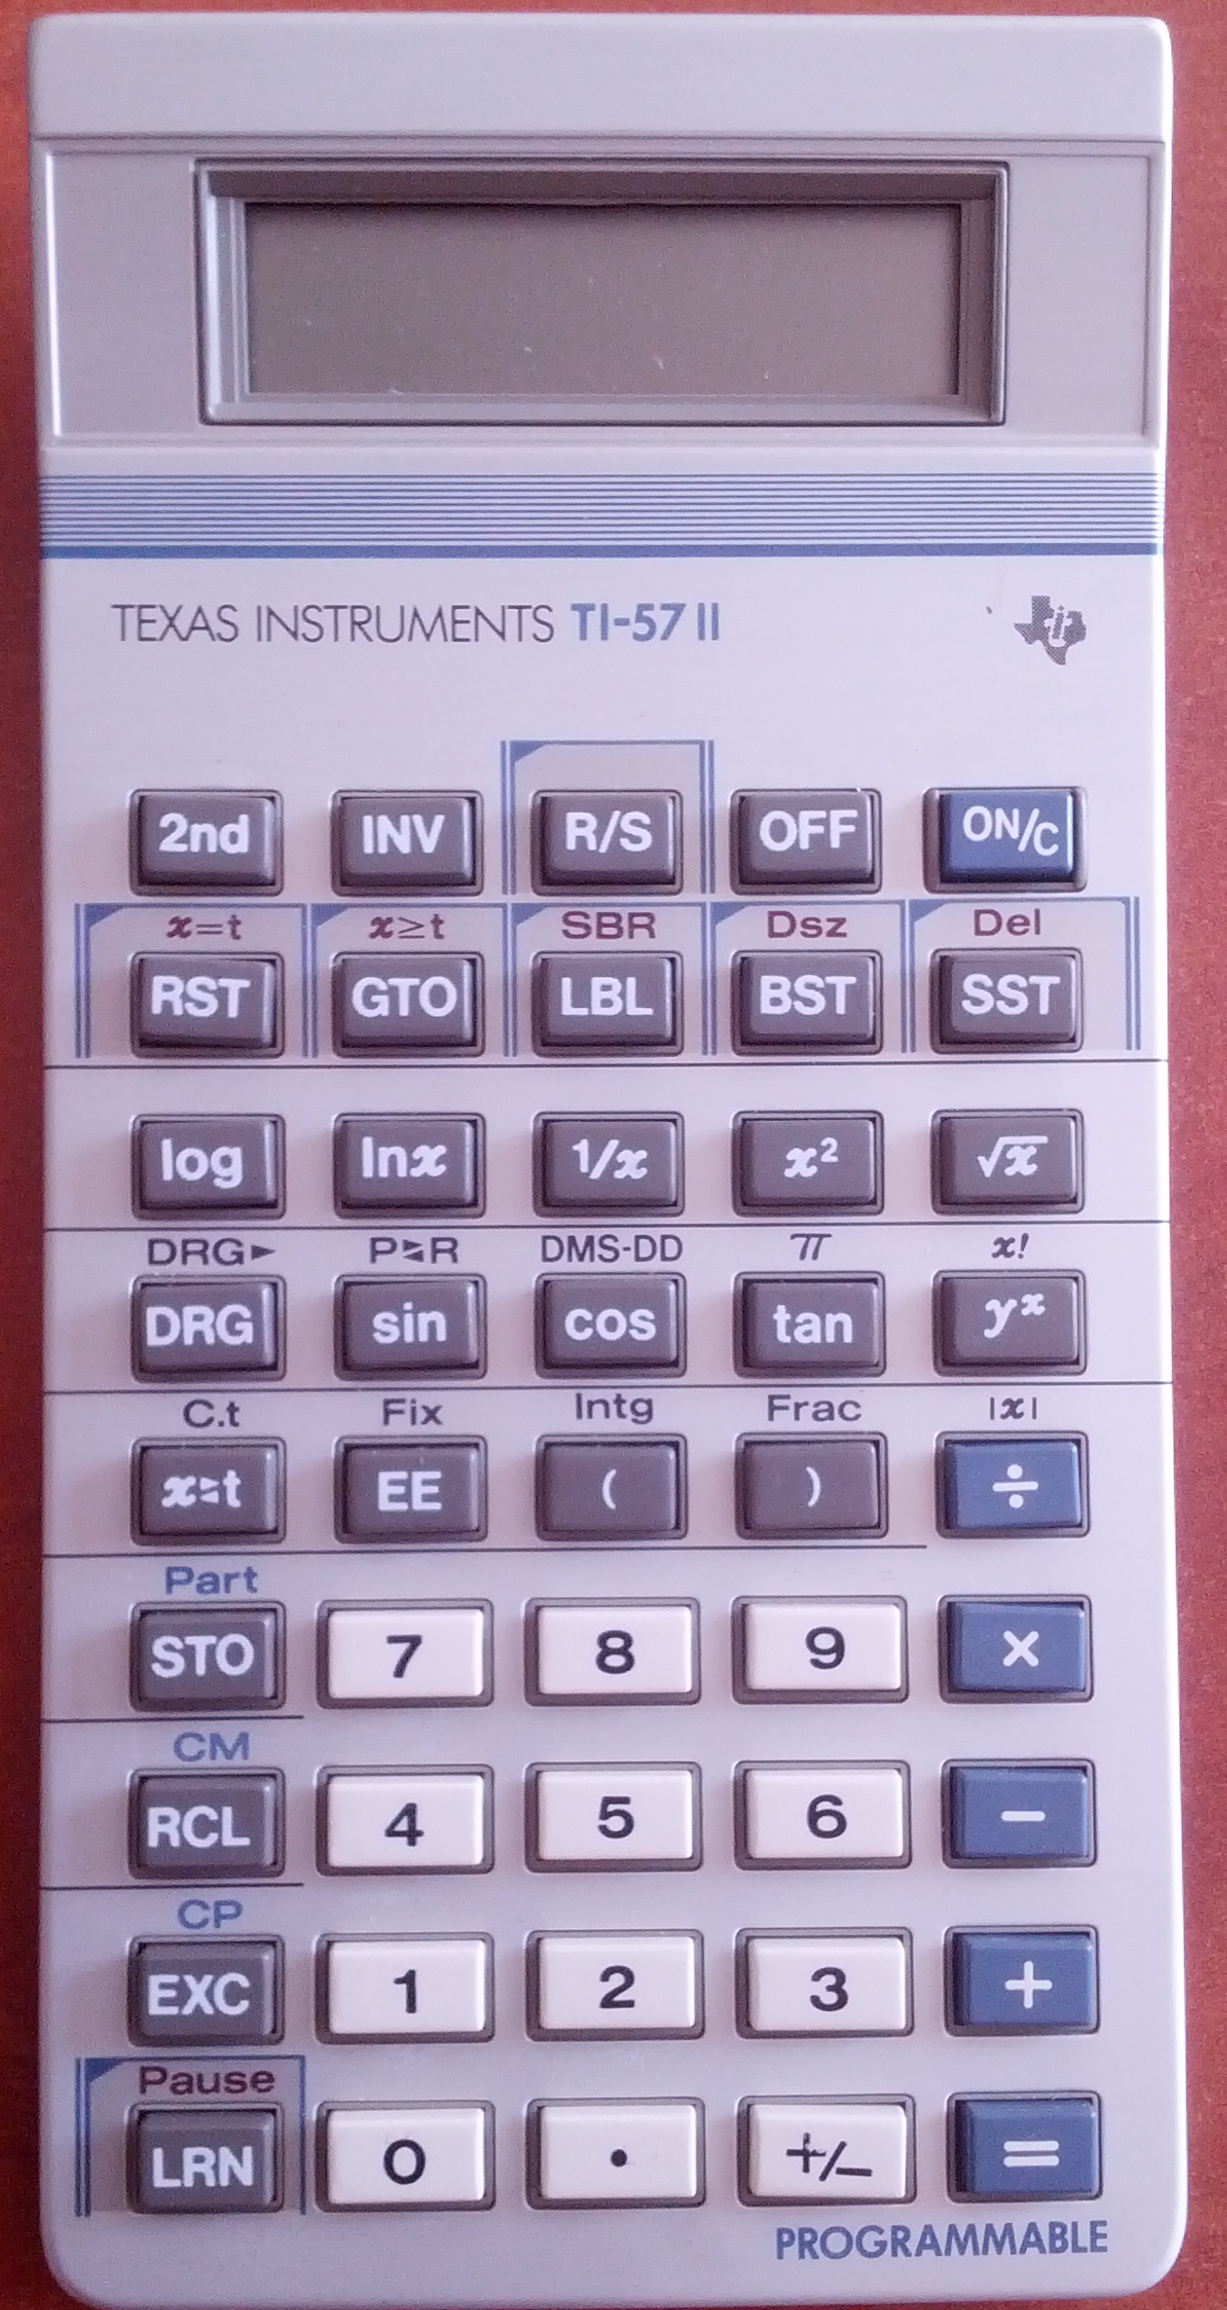 TEXAS INSTRUMENTS TI-57 II
2nd INV R/S OFF ON/C
x=t x≥t SBR Dsz Del
RST GTO LBL BST SST
log lnx 1/x x² √x
DRG► P⇄R DMS-DD π x!
DRG sin cos tan yˣ
C.t Fix Intg Frac |x|
x⇄t EE ( ) ÷
Part
STO 7 8 9 ×
CM
RCL 4 5 6 −
CP
EXC 1 2 3 +
Pause
LRN 0 . +/− =
PROGRAMMABLE